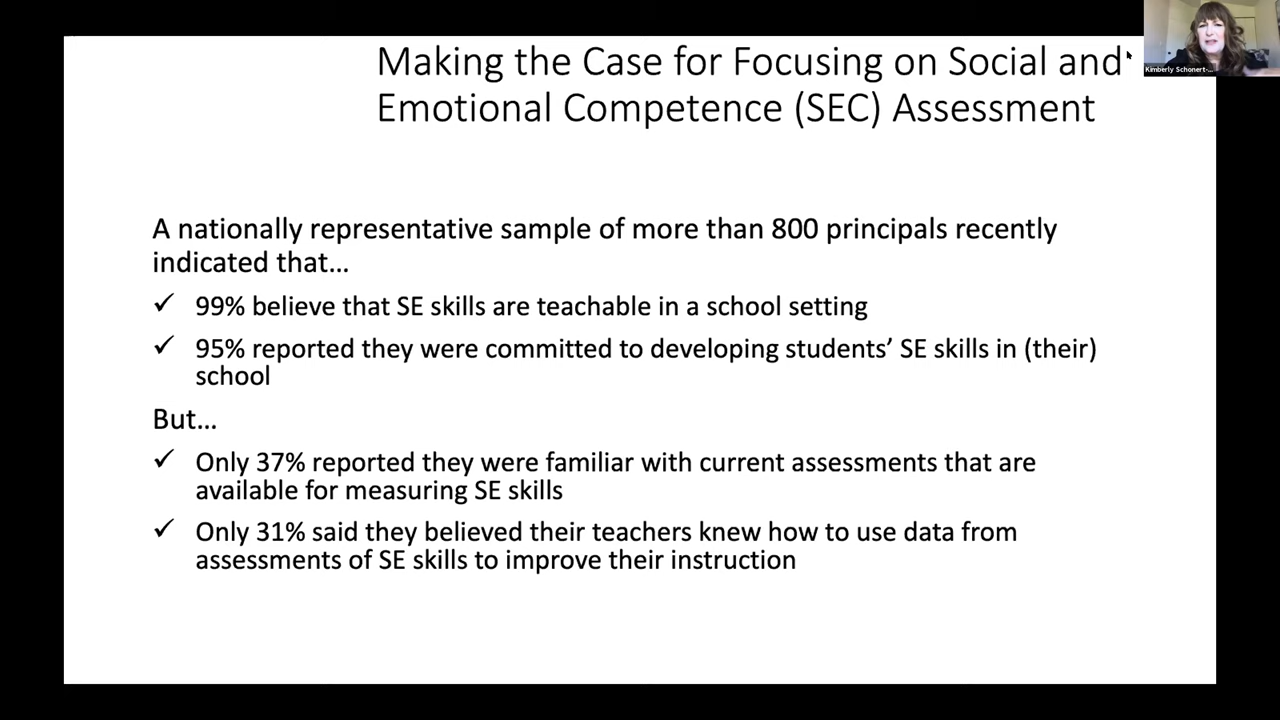 Making the Case for Focusing on Social and
Emotional Competence (SEC) Assessment
Kimberly Schonert-...
A nationally representative sample of more than 800 principals recently
indicated that...
✓ 99% believe that SE skills are teachable in a school setting
✓ 95% reported they were committed to developing students’ SE skills in (their)
school
But...
✓ Only 37% reported they were familiar with current assessments that are
available for measuring SE skills
✓ Only 31% said they believed their teachers knew how to use data from
assessments of SE skills to improve their instruction